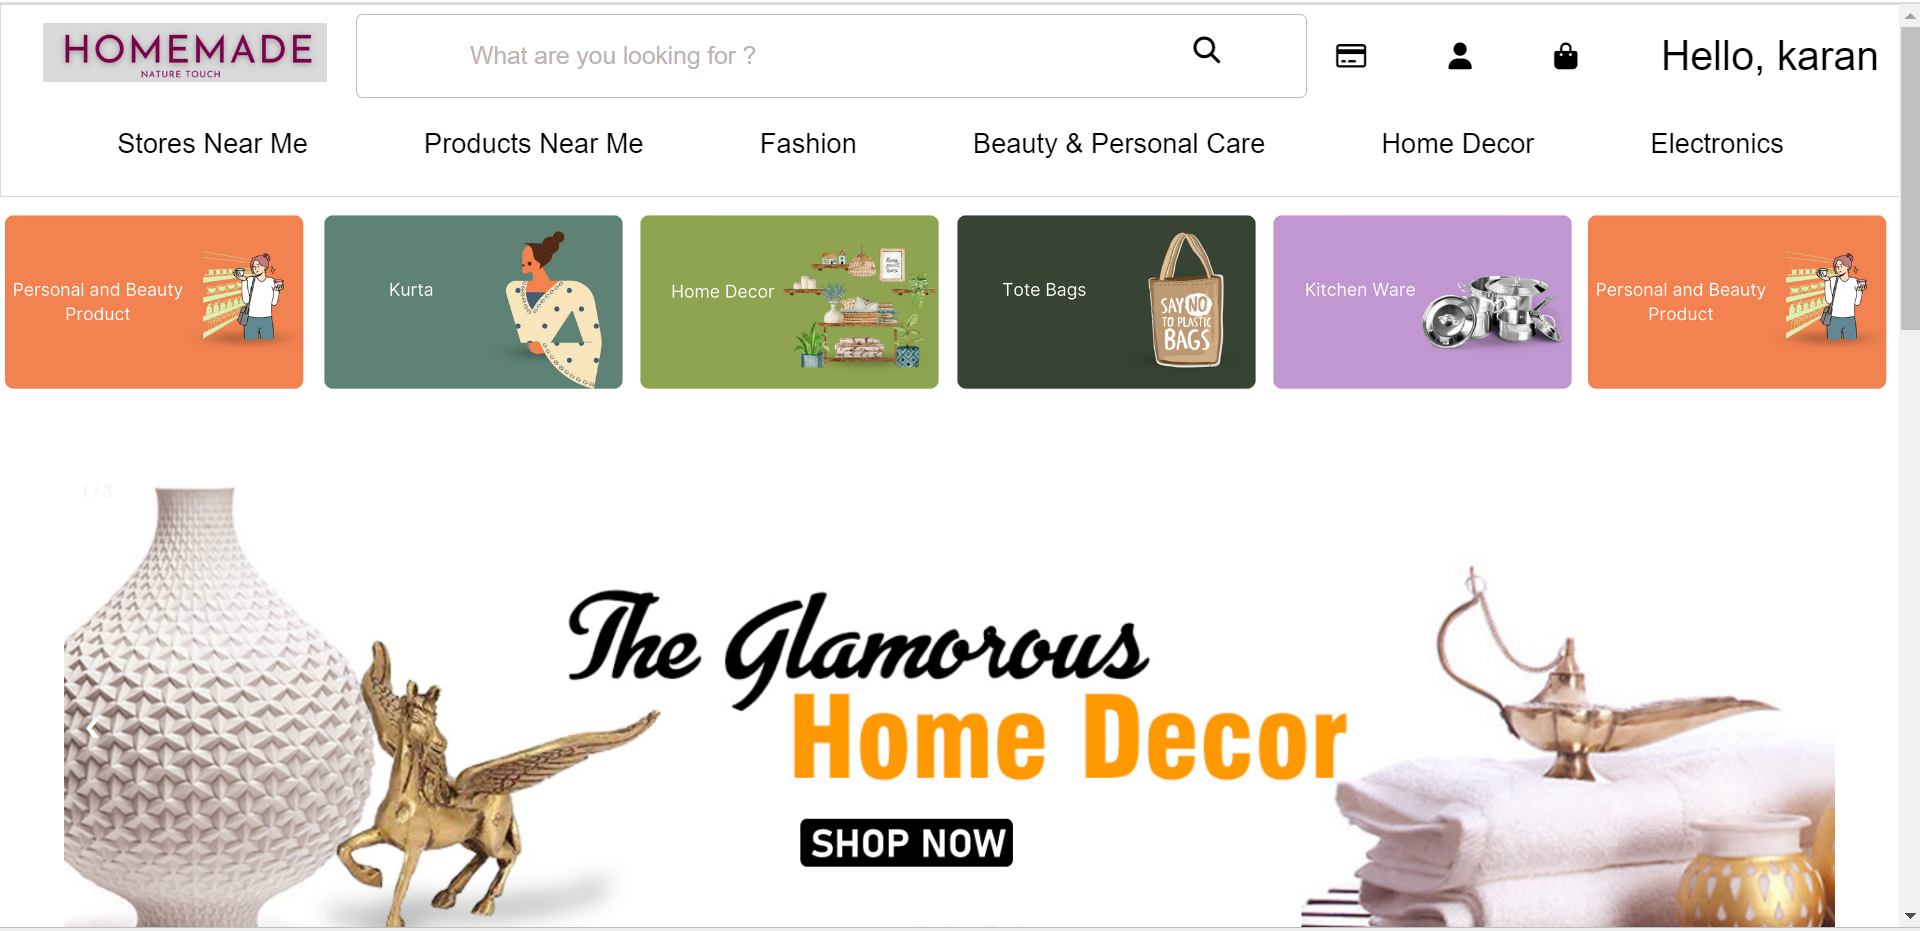 HOMEMADE
NATURE TOUCH
What are you looking for ?
Hello, karan
Stores Near Me
Products Near Me
Fashion
Beauty & Personal Care
Home Decor
Electronics
Personal and Beauty
Product
Kurta
Home Decor
Tote Bags
SAY NO
TO PLASTIC
BAGS
Kitchen Ware
Personal and Beauty
Product
1 / 3
The Glamorous
Home Decor
SHOP NOW